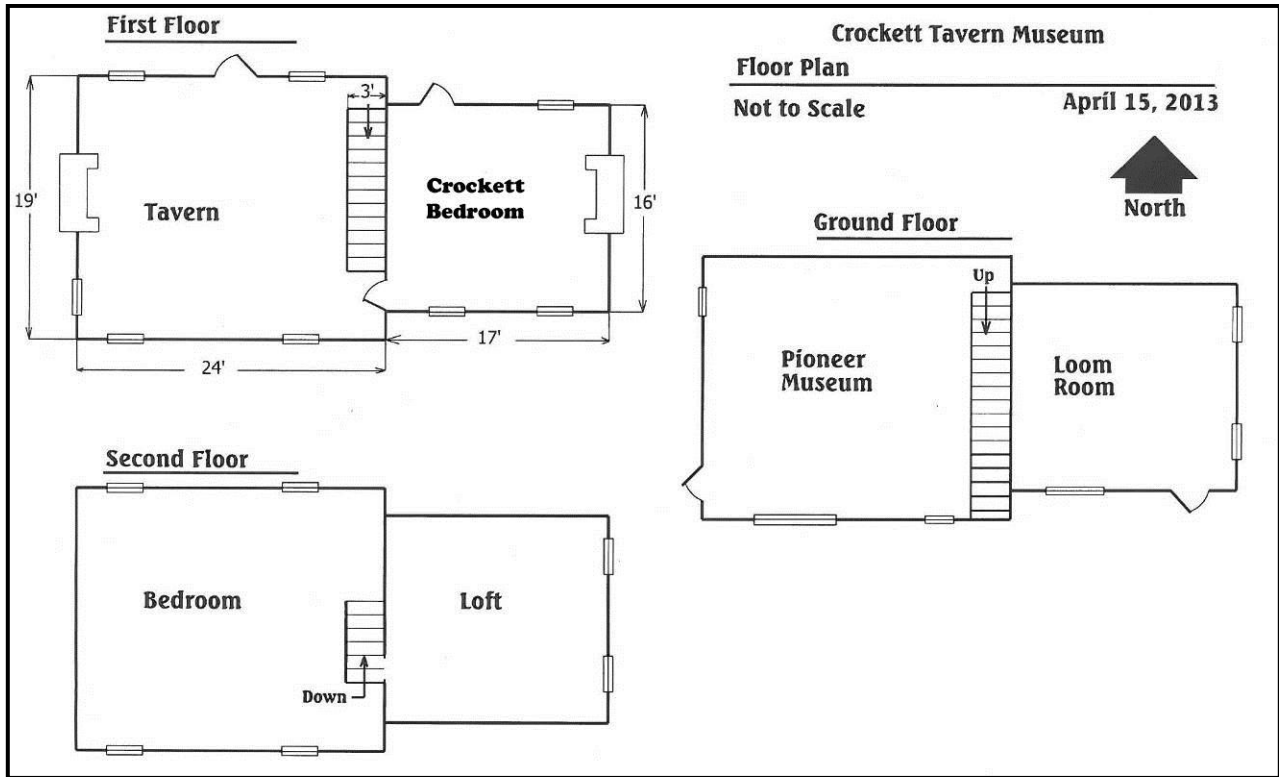 First Floor
3'
19'
Tavern
Crockett
Bedroom
16'
17'
24'
Crockett Tavern Museum
Floor Plan
Not to Scale
April 15, 2013
North
Ground Floor
Up
Pioneer
Museum
Loom
Room
Second Floor
Bedroom
Loft
Down